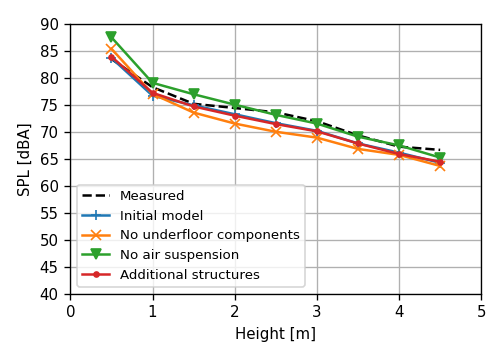 90
85
80
75
70
65
60
55
50
45
40
SPL [dBA]
Measured
Initial model
No underfloor components
No air suspension
Additional structures
0 1 2 3 4 5
Height [m]